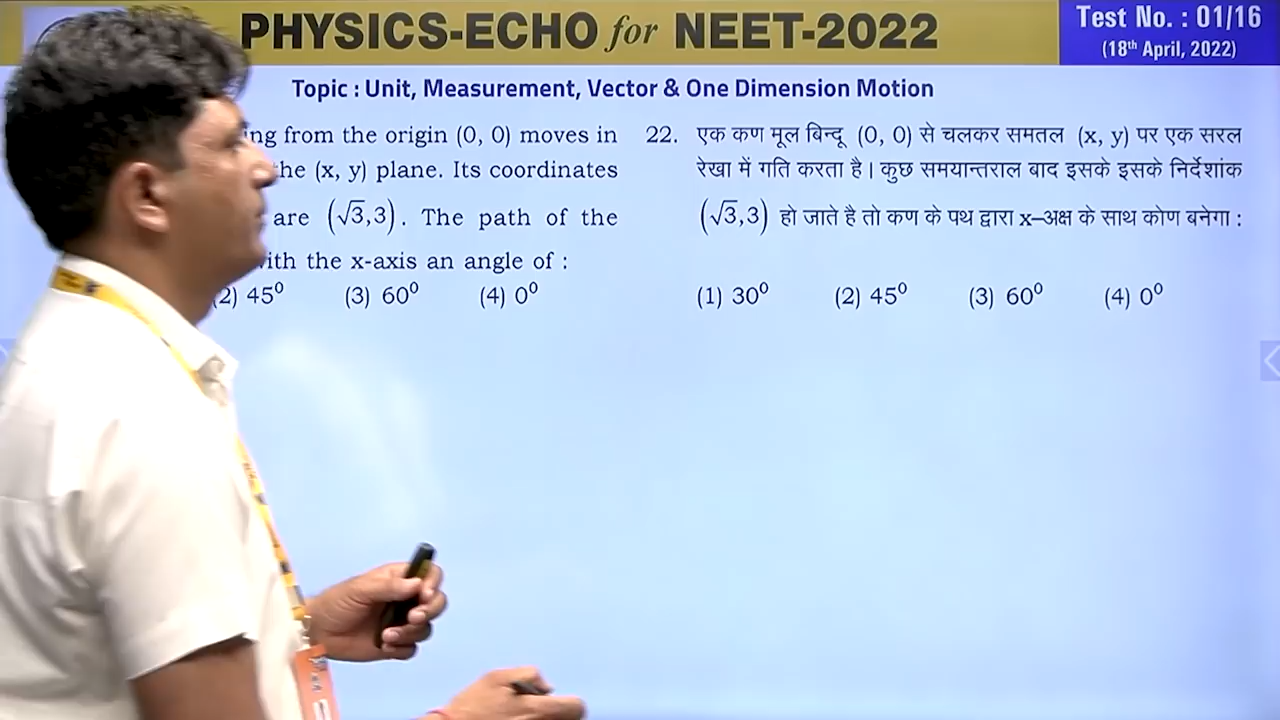 PHYSICS-ECHO for NEET-2022
Test No. : 01/16
(18th April, 2022)
Topic : Unit, Measurement, Vector & One Dimension Motion
from the origin (0, 0) moves in
(x, y) plane. Its coordinates
are (√3,3). The path of the
with the x-axis an angle of :
(2) 45⁰ (3) 60⁰ (4) 0⁰
22. एक कण मूल बिन्दू (0, 0) से चलकर समतल (x, y) पर एक सरल
रेखा में गति करता है। कुछ समयान्तराल बाद इसके इसके निर्देशांक
(√3,3) हो जाते है तो कण के पथ द्वारा x–अक्ष के साथ कोण बनेगा :
(1) 30⁰ (2) 45⁰ (3) 60⁰ (4) 0⁰